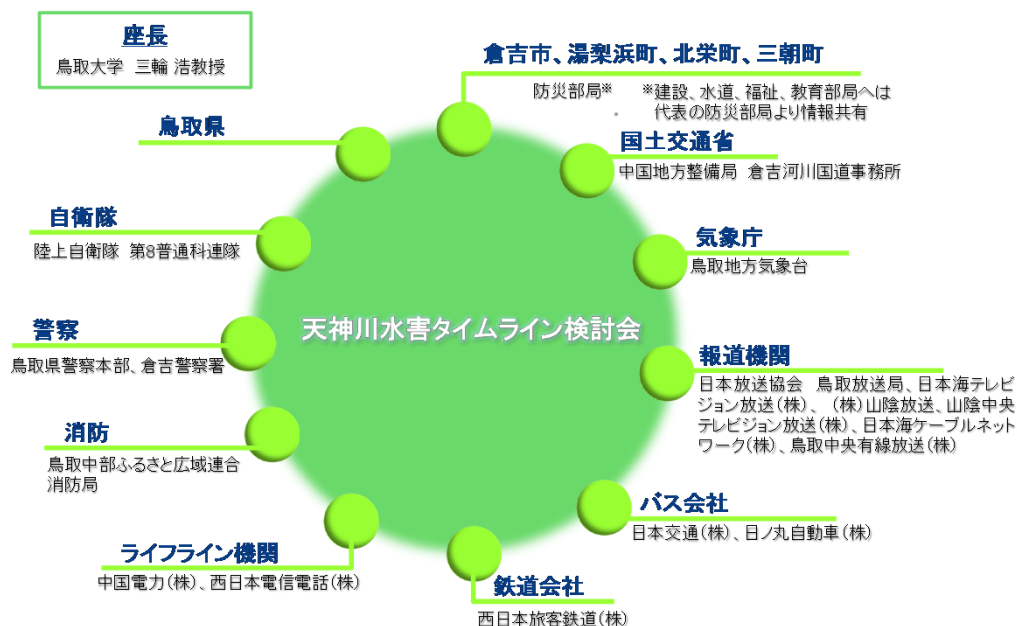 座長
鳥取大学 三輪 浩教授
倉吉市、湯梨浜町、北栄町、三朝町
防災部局※
※建設、水道、福祉、教育部局へは
代表の防災部局より情報共有
鳥取県
国土交通省
中国地方整備局 倉吉河川国道事務所
自衛隊
陸上自衛隊 第8普通科連隊
気象庁
鳥取地方気象台
天神川水害タイムライン検討会
警察
鳥取県警察本部、倉吉警察署
報道機関
日本放送協会 鳥取放送局、日本海テレビ
ジョン放送(株)、(株)山陰放送、山陰中央
テレビジョン放送(株)、日本海ケーブルネット
ワーク(株)、鳥取中央有線放送(株)
消防
鳥取中部ふるさと広域連合
消防局
バス会社
日本交通(株)、日ノ丸自動車(株)
ライフライン機関
中国電力(株)、西日本電信電話(株)
鉄道会社
西日本旅客鉄道(株)